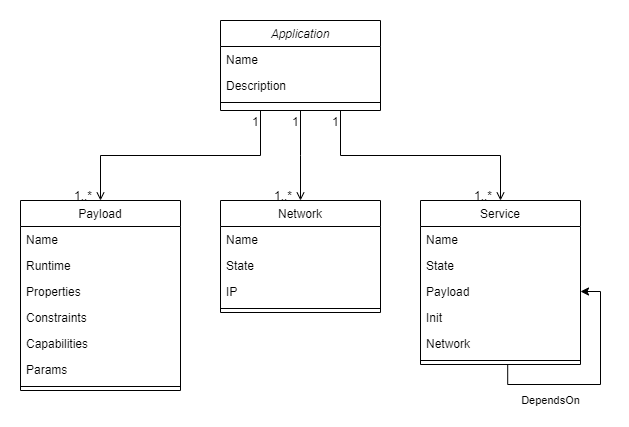 Application
Name
Description
1
1
1
1..*
1..*
1..*
Payload
Name
Runtime
Properties
Constraints
Capabilities
Params
Network
Name
State
IP
Service
Name
State
Payload
Init
Network
DependsOn